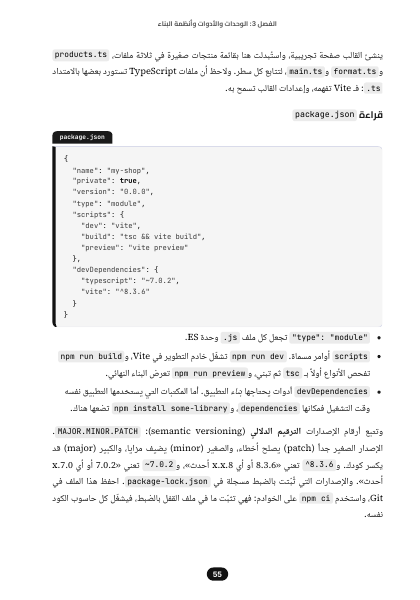 الفصل 3: الوحدات والأدوات وأنظمة البناء
ينشئ القالب صفحة تجريبية، واستُبدلت هنا بقائمة منتجات صغيرة في ثلاثة ملفات، products.ts
و format.ts و main.ts، لتتابع كل سطر. ولاحظ أن ملفات TypeScript تستورد بعضها بالامتداد
.ts: فـ Vite تفهمه، وإعدادات القالب تسمح به.
قراءة package.json
package.json
{
"name": "my-shop",
"private": true,
"version": "0.0.0",
"type": "module",
"scripts": {
"dev": "vite",
"build": "tsc && vite build",
"preview": "vite preview"
},
"devDependencies": {
"typescript": "~7.0.2",
"vite": "^8.3.6"
}
}
• "type": "module" تجعل كل ملف .js وحدة ES.
• scripts أوامر مسماة. npm run dev تشغّل خادم التطوير في Vite، و npm run build
تفحص الأنواع أولاً بـ tsc ثم تبني، و npm run preview تعرض البناء النهائي.
• devDependencies أدوات يحتاجها بناء التطبيق. أما المكتبات التي يستخدمها التطبيق نفسه
وقت التشغيل فمكانها dependencies، و npm install some-library تضعها هناك.
وتتبع أرقام الإصدارات الترقيم الدلالي (semantic versioning): MAJOR.MINOR.PATCH.
الإصدار الصغير جداً (patch) يصلح أخطاء، والصغير (minor) يضيف مزايا، والكبير (major) قد
يكسر كودك. و ^8.3.6 تعني «8.3.6 أو أي 8.x.x أحدث»، و ~7.0.2 تعني «7.0.2 أو أي 7.0.x
أحدث». والإصدارات التي ثُبّتت بالضبط مسجلة في package-lock.json. احفظ هذا الملف في
Git، واستخدم npm ci على الخوادم: فهي تثبّت ما في ملف القفل بالضبط، فيشغّل كل حاسوب الكود
نفسه.
55